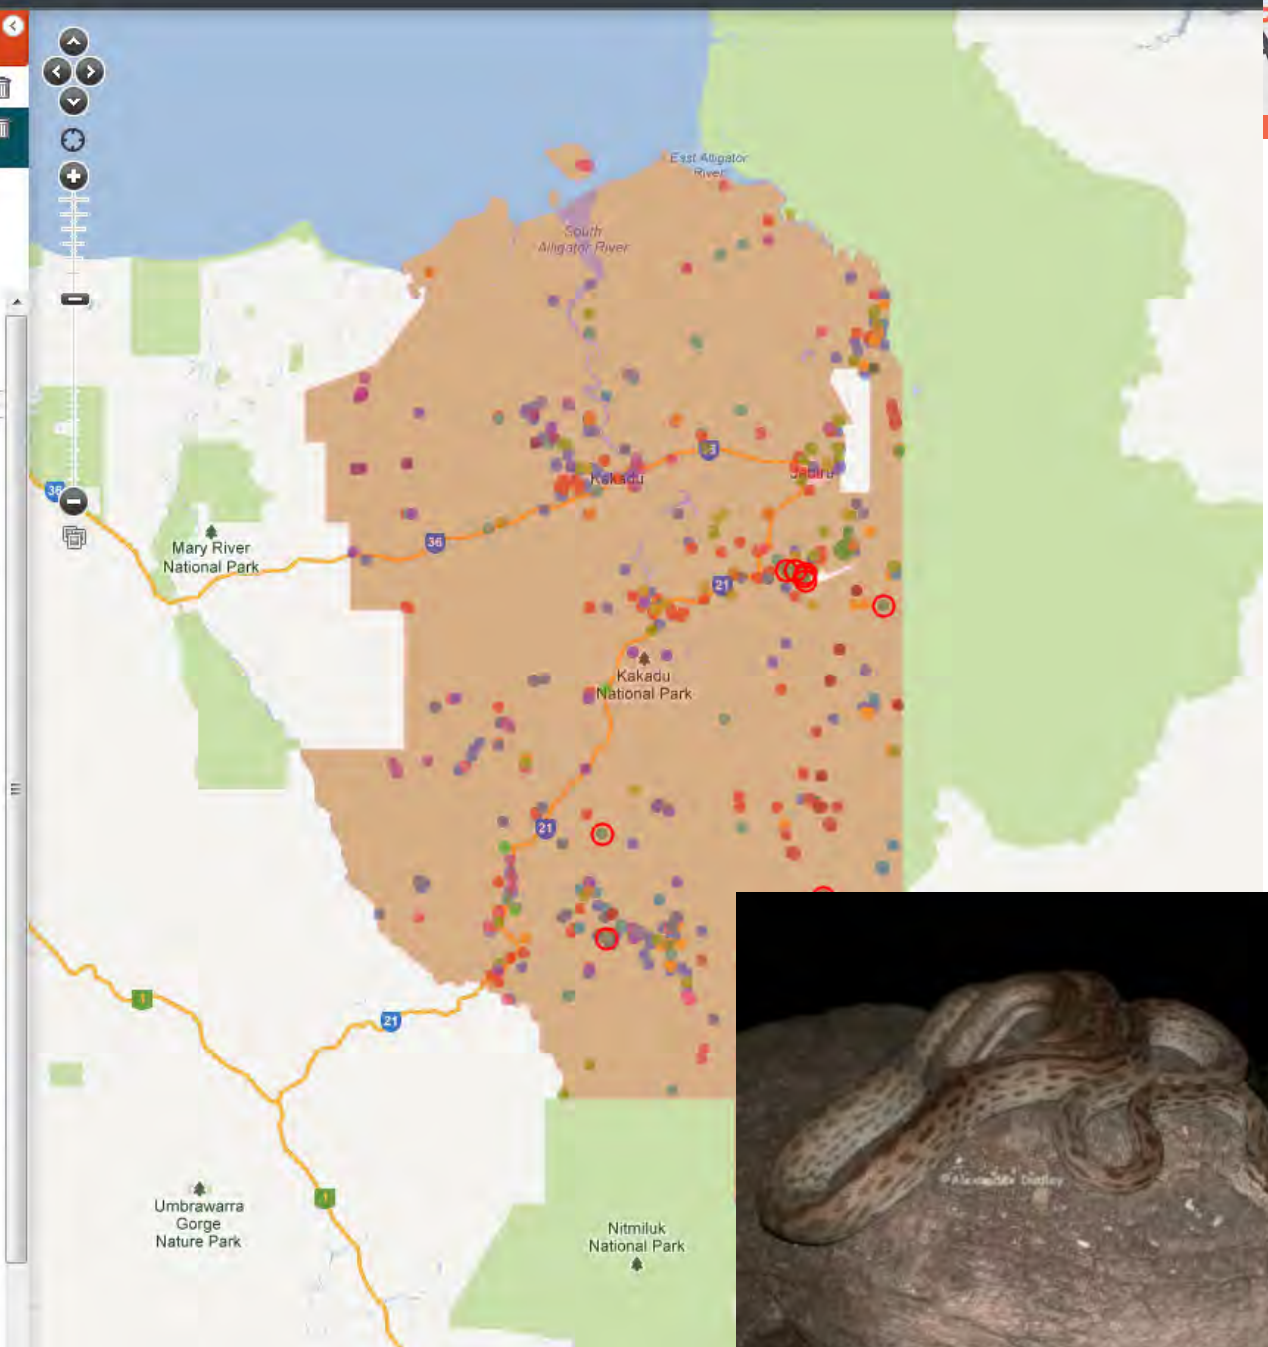 East Alligator
River
South
Alligator River
Kakadu
Jabiru
36
36
Mary River
National Park
21
Kakadu
National Park
21
1
21
1
Umbrawarra
Gorge
Nature Park
Nitmiluk
National Park